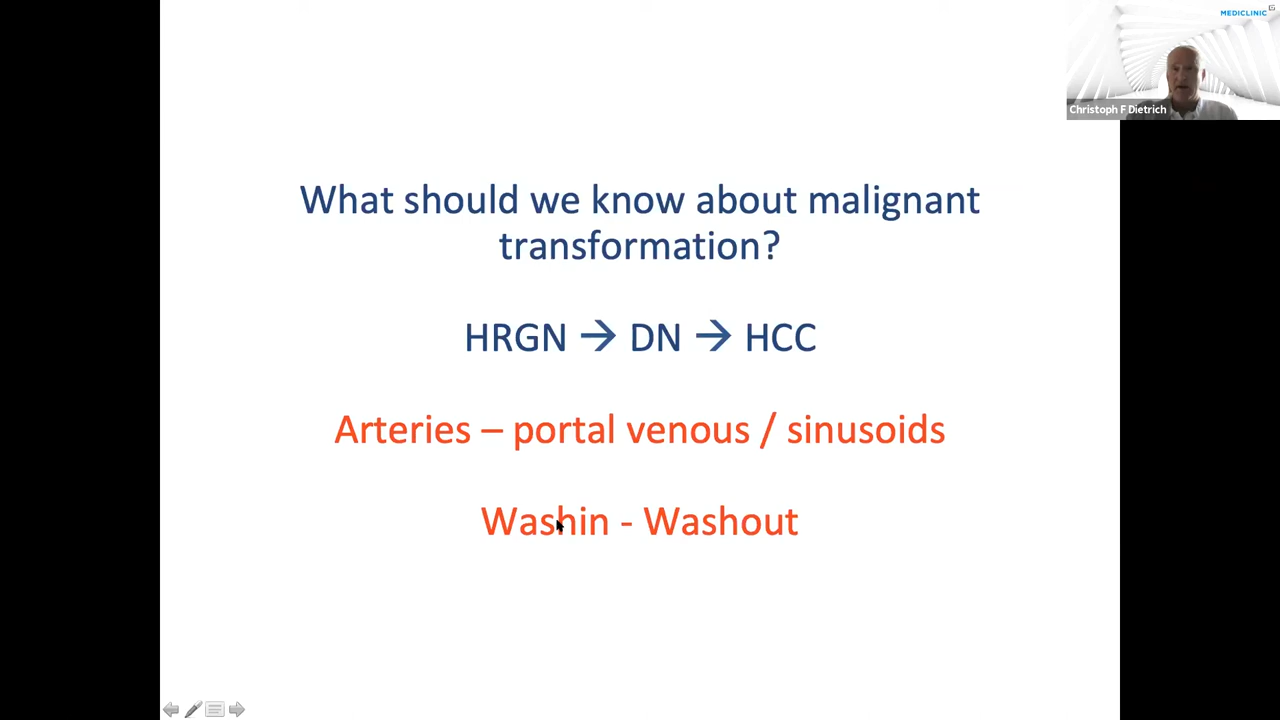 MEDICLINIC
Christoph F Dietrich
What should we know about malignant
transformation?
HRGN → DN → HCC
Arteries – portal venous / sinusoids
Washin - Washout